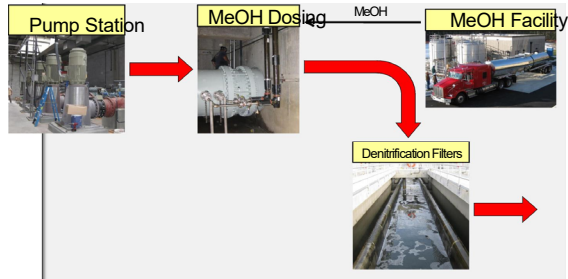 Pump Station
MeOH Dosing
MeOH
MeOH Facility
Denitrification Filters